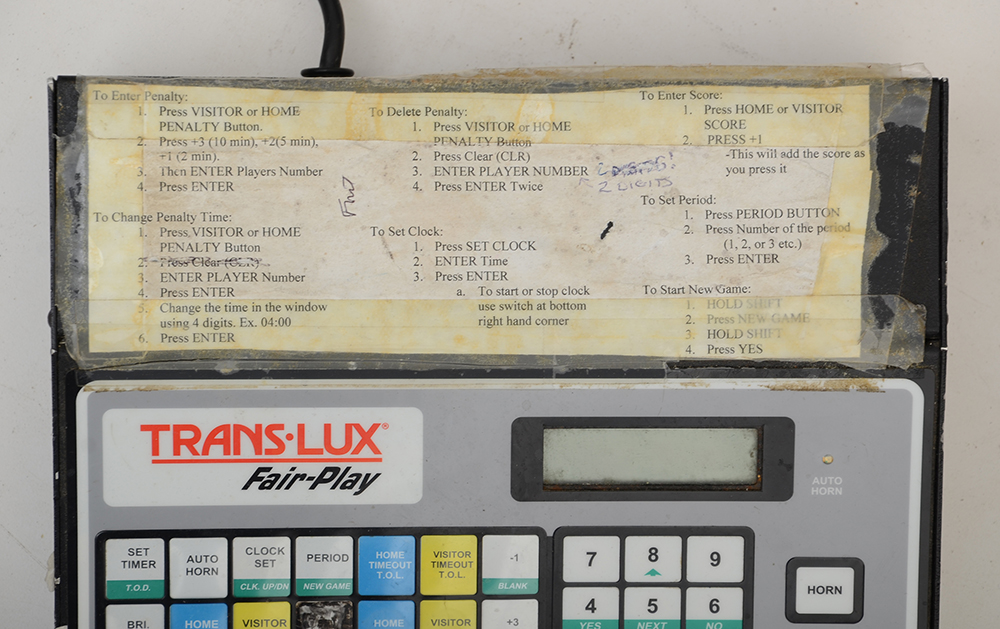 To Enter Penalty:
1. Press VISITOR or HOME
PENALTY Button.
2. Press +3 (10 min), +2(5 min),
+1 (2 min).
3. Then ENTER Players Number
4. Press ENTER
To Change Penalty Time:
1. Press VISITOR or HOME
PENALTY Button
2. Press Clear (CLR)
3. ENTER PLAYER Number
4. Press ENTER
5. Change the time in the window
using 4 digits. Ex. 04:00
6. Press ENTER
To Delete Penalty:
1. Press VISITOR or HOME
PENALTY Button
2. Press Clear (CLR)
3. ENTER PLAYER NUMBER
4. Press ENTER Twice
2 DIGITS
To Set Clock:
1. Press SET CLOCK
2. ENTER Time
3. Press ENTER
a. To start or stop clock
use switch at bottom
right hand corner
To Enter Score:
1. Press HOME or VISITOR
SCORE
2. PRESS +1
-This will add the score as
you press it
To Set Period:
1. Press PERIOD BUTTON
2. Press Number of the period
(1, 2, or 3 etc.)
3. Press ENTER
To Start New Game:
1. HOLD SHIFT
2. Press NEW GAME
3. HOLD SHIFT
4. Press YES
TRANS·LUX®
Fair-Play
AUTO
HORN
SET
TIMER
T.O.D.
AUTO
HORN
CLOCK
SET
CLK. UP/DN
PERIOD
NEW GAME
HOME
TIMEOUT
T.O.L.
VISITOR
TIMEOUT
T.O.L.
-1
BLANK
7
8
9
HORN
BRI.
HOME
VISITOR
HOME
VISITOR
+3
4
YES
5
NEXT
6
NO